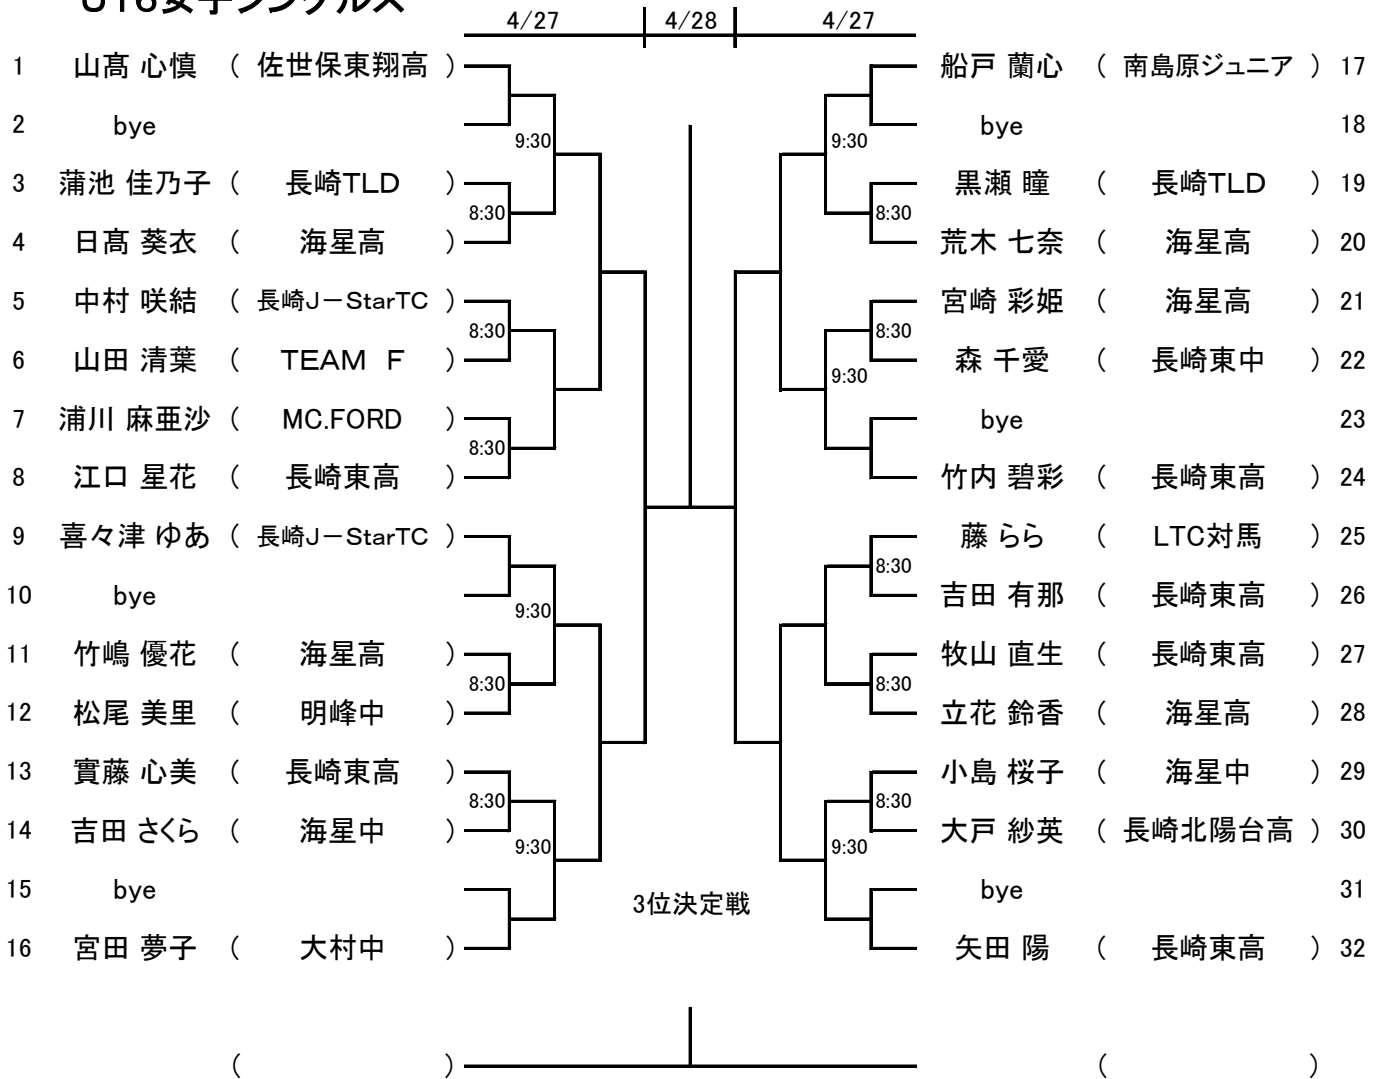 U16女子シングルス
4/27 4/28 4/27
1 山髙 心慎 ( 佐世保東翔高 ) 船戸 蘭心 ( 南島原ジュニア ) 17
2 bye bye 18
9:30 9:30
3 蒲池 佳乃子 ( 長崎TLD ) 黒瀬 瞳 ( 長崎TLD ) 19
8:30 8:30
4 日髙 葵衣 ( 海星高 ) 荒木 七奈 ( 海星高 ) 20
5 中村 咲結 ( 長崎J-StarTC ) 宮崎 彩姫 ( 海星高 ) 21
8:30 8:30
6 山田 清葉 ( TEAM F ) 森 千愛 ( 長崎東中 ) 22
9:30
7 浦川 麻亜沙 ( MC.FORD ) bye 23
8:30
8 江口 星花 ( 長崎東高 ) 竹内 碧彩 ( 長崎東高 ) 24
9 喜々津 ゆあ ( 長崎J-StarTC ) 藤 らら ( LTC対馬 ) 25
8:30
10 bye 吉田 有那 ( 長崎東高 ) 26
9:30
11 竹嶋 優花 ( 海星高 ) 牧山 直生 ( 長崎東高 ) 27
8:30 8:30
12 松尾 美里 ( 明峰中 ) 立花 鈴香 ( 海星高 ) 28
13 實藤 心美 ( 長崎東高 ) 小島 桜子 ( 海星中 ) 29
8:30 8:30
14 吉田 さくら ( 海星中 ) 大戸 紗英 ( 長崎北陽台高 ) 30
9:30 9:30
15 bye bye 31
3位決定戦
16 宮田 夢子 ( 大村中 ) 矢田 陽 ( 長崎東高 ) 32
( ) ( )